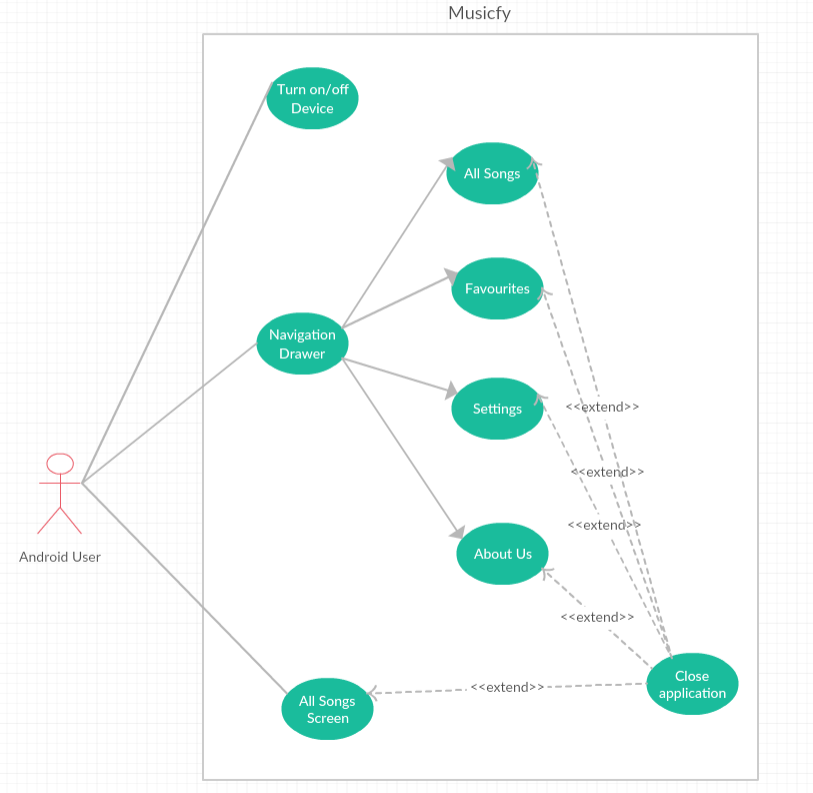 Musicfy
Turn on/off
Device
All Songs
Favourites
Navigation
Drawer
Settings
<<extend>>
<<extend>>
<<extend>>
About Us
Android User
<<extend>>
Close
application
<<extend>>
All Songs
Screen